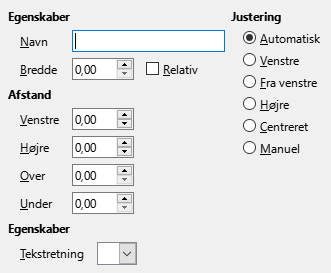 Egenskaber
Navn
Bredde 0,00 Relativ
Afstand
Venstre 0,00
Højre 0,00
Over 0,00
Under 0,00
Egenskaber
Tekstretning
Justering
Automatisk
Venstre
Fra venstre
Højre
Centreret
Manuel